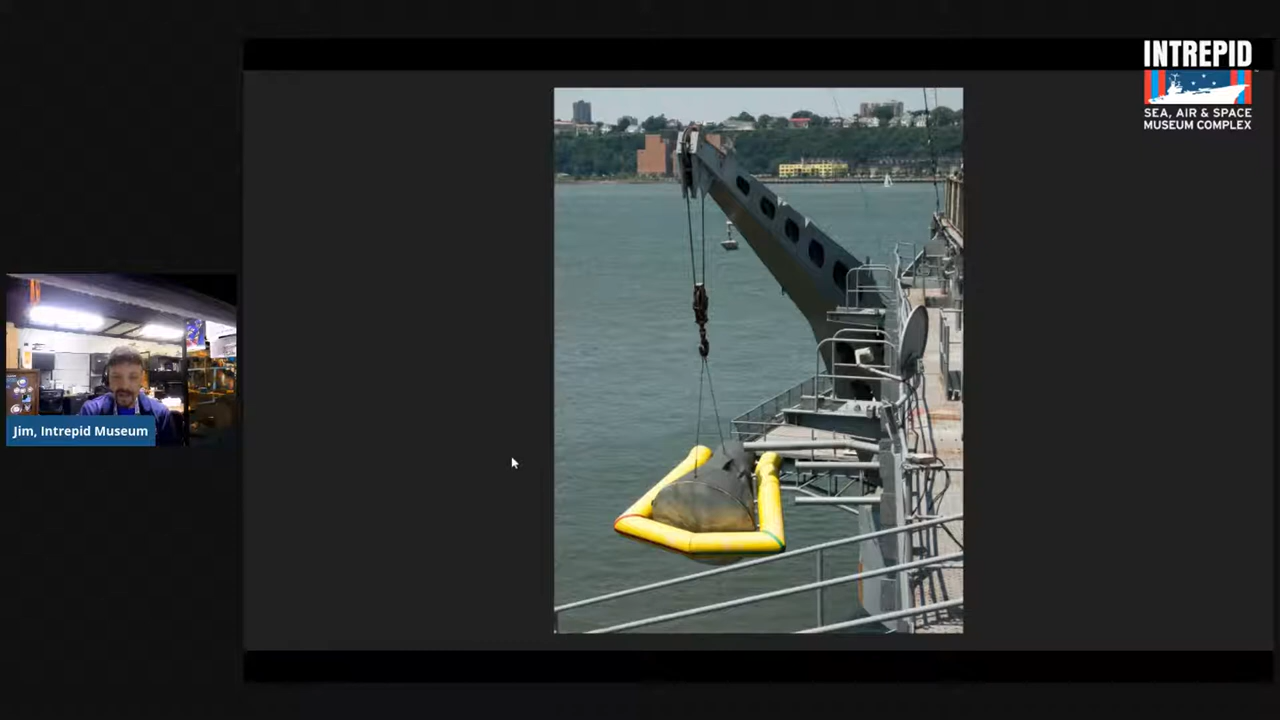 INTREPID
SEA, AIR & SPACE
MUSEUM COMPLEX
Jim, Intrepid Museum